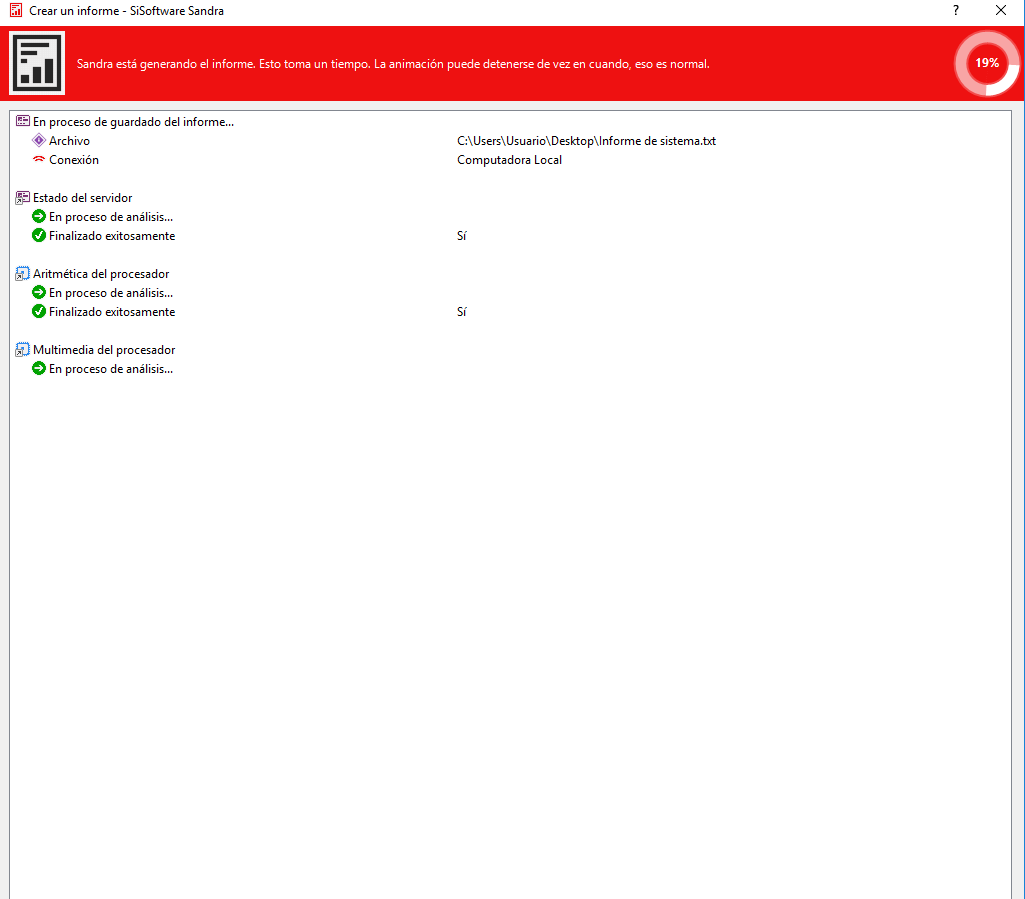 Crear un informe - SiSoftware Sandra ?
Sandra está generando el informe. Esto toma un tiempo. La animación puede detenerse de vez en cuando, eso es normal. 19%
En proceso de guardado del informe...
Archivo C:\Users\Usuario\Desktop\Informe de sistema.txt
Conexión Computadora Local
Estado del servidor
En proceso de análisis...
Finalizado exitosamente Sí
Aritmética del procesador
En proceso de análisis...
Finalizado exitosamente Sí
Multimedia del procesador
En proceso de análisis...